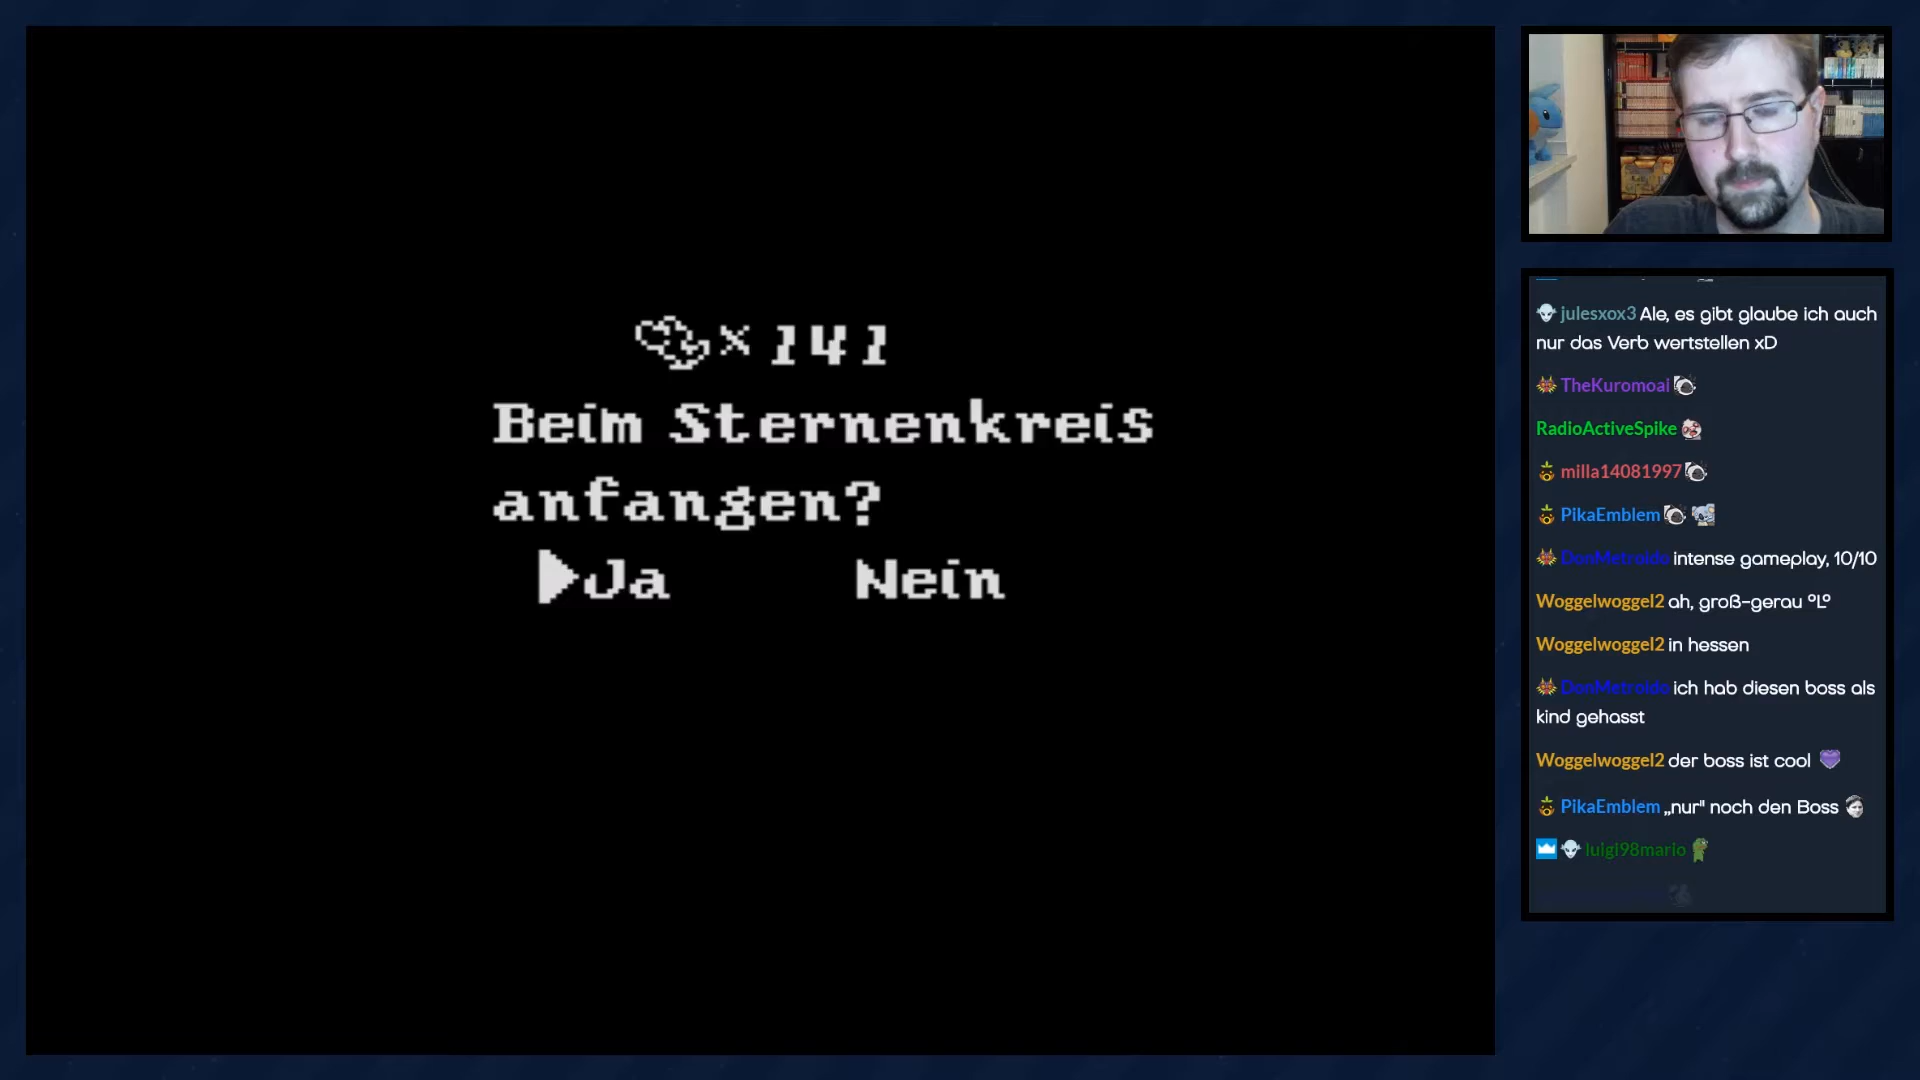 ×141
Beim Sternenkreis
anfangen?
Ja Nein
julesxox3 Ale, es gibt glaube ich auch
nur das Verb wertstellen xD
TheKuromoai
RadioActiveSpike
milla14081997
PikaEmblem
DonMetroido intense gameplay, 10/10
Woggelwoggel2 ah, groß-gerau °L°
Woggelwoggel2 in hessen
DonMetroido ich hab diesen boss als
kind gehasst
Woggelwoggel2 der boss ist cool
PikaEmblem „nur" noch den Boss
luigi98mario